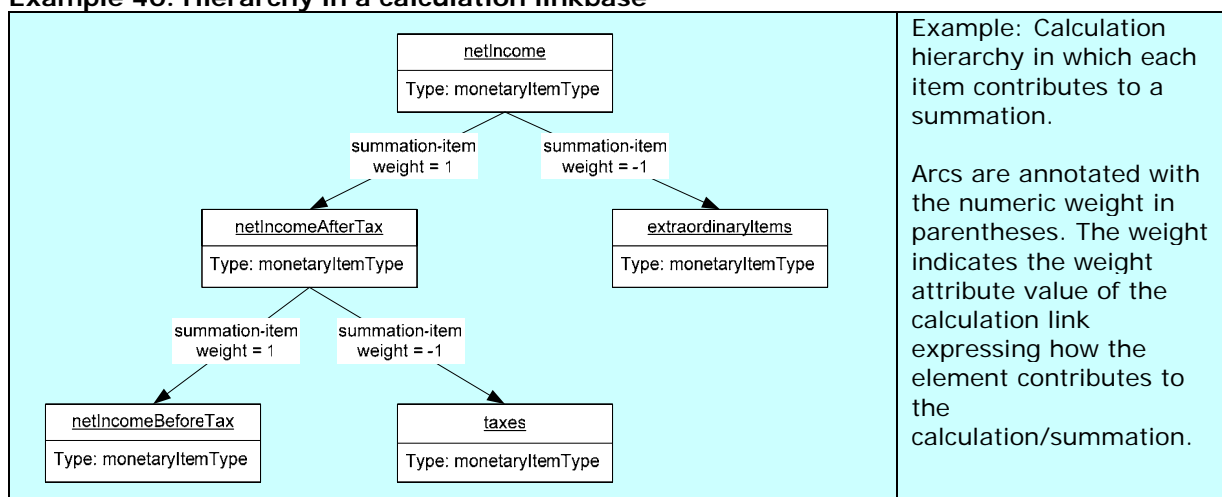 Example 40. Hierarchy in a calculation linkbase
netIncome
Type: monetaryItemType
summation-item
weight = 1
summation-item
weight = -1
netIncomeAfterTax
Type: monetaryItemType
extraordinaryItems
Type: monetaryItemType
summation-item
weight = 1
summation-item
weight = -1
netIncomeBeforeTax
Type: monetaryItemType
taxes
Type: monetaryItemType
Example: Calculation
hierarchy in which each
item contributes to a
summation.
Arcs are annotated with
the numeric weight in
parentheses. The weight
indicates the weight
attribute value of the
calculation link
expressing how the
element contributes to
the
calculation/summation.